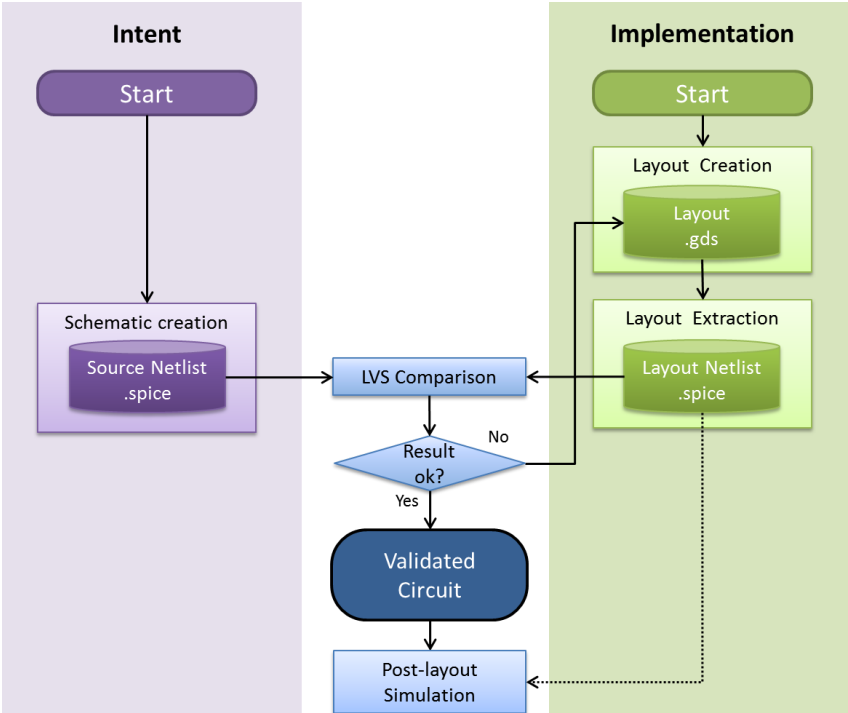 Intent
Implementation
Start
Start
Layout Creation
Layout
.gds
Schematic creation
Source Netlist
.spice
Layout Extraction
Layout Netlist
.spice
LVS Comparison
Result
ok?
No
Yes
Validated
Circuit
Post-layout
Simulation